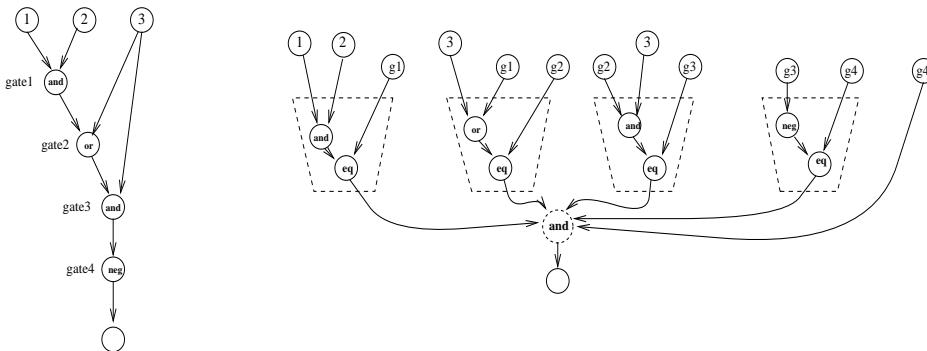 1 2 3
gate1 and
gate2 or
gate3 and
gate4 neg
1 2 g1
and
eq
3 g1 g2
or
eq
g2 3 g3
and
eq
g3 g4
neg
eq
g4
and